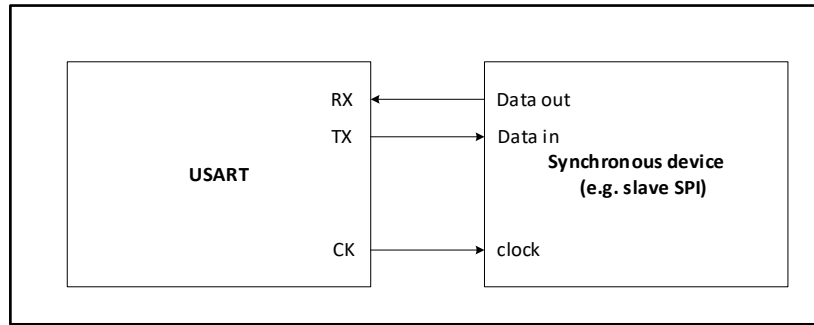 RX
Data out
TX
Data in
USART
Synchronous device
(e.g. slave SPI)
CK
clock